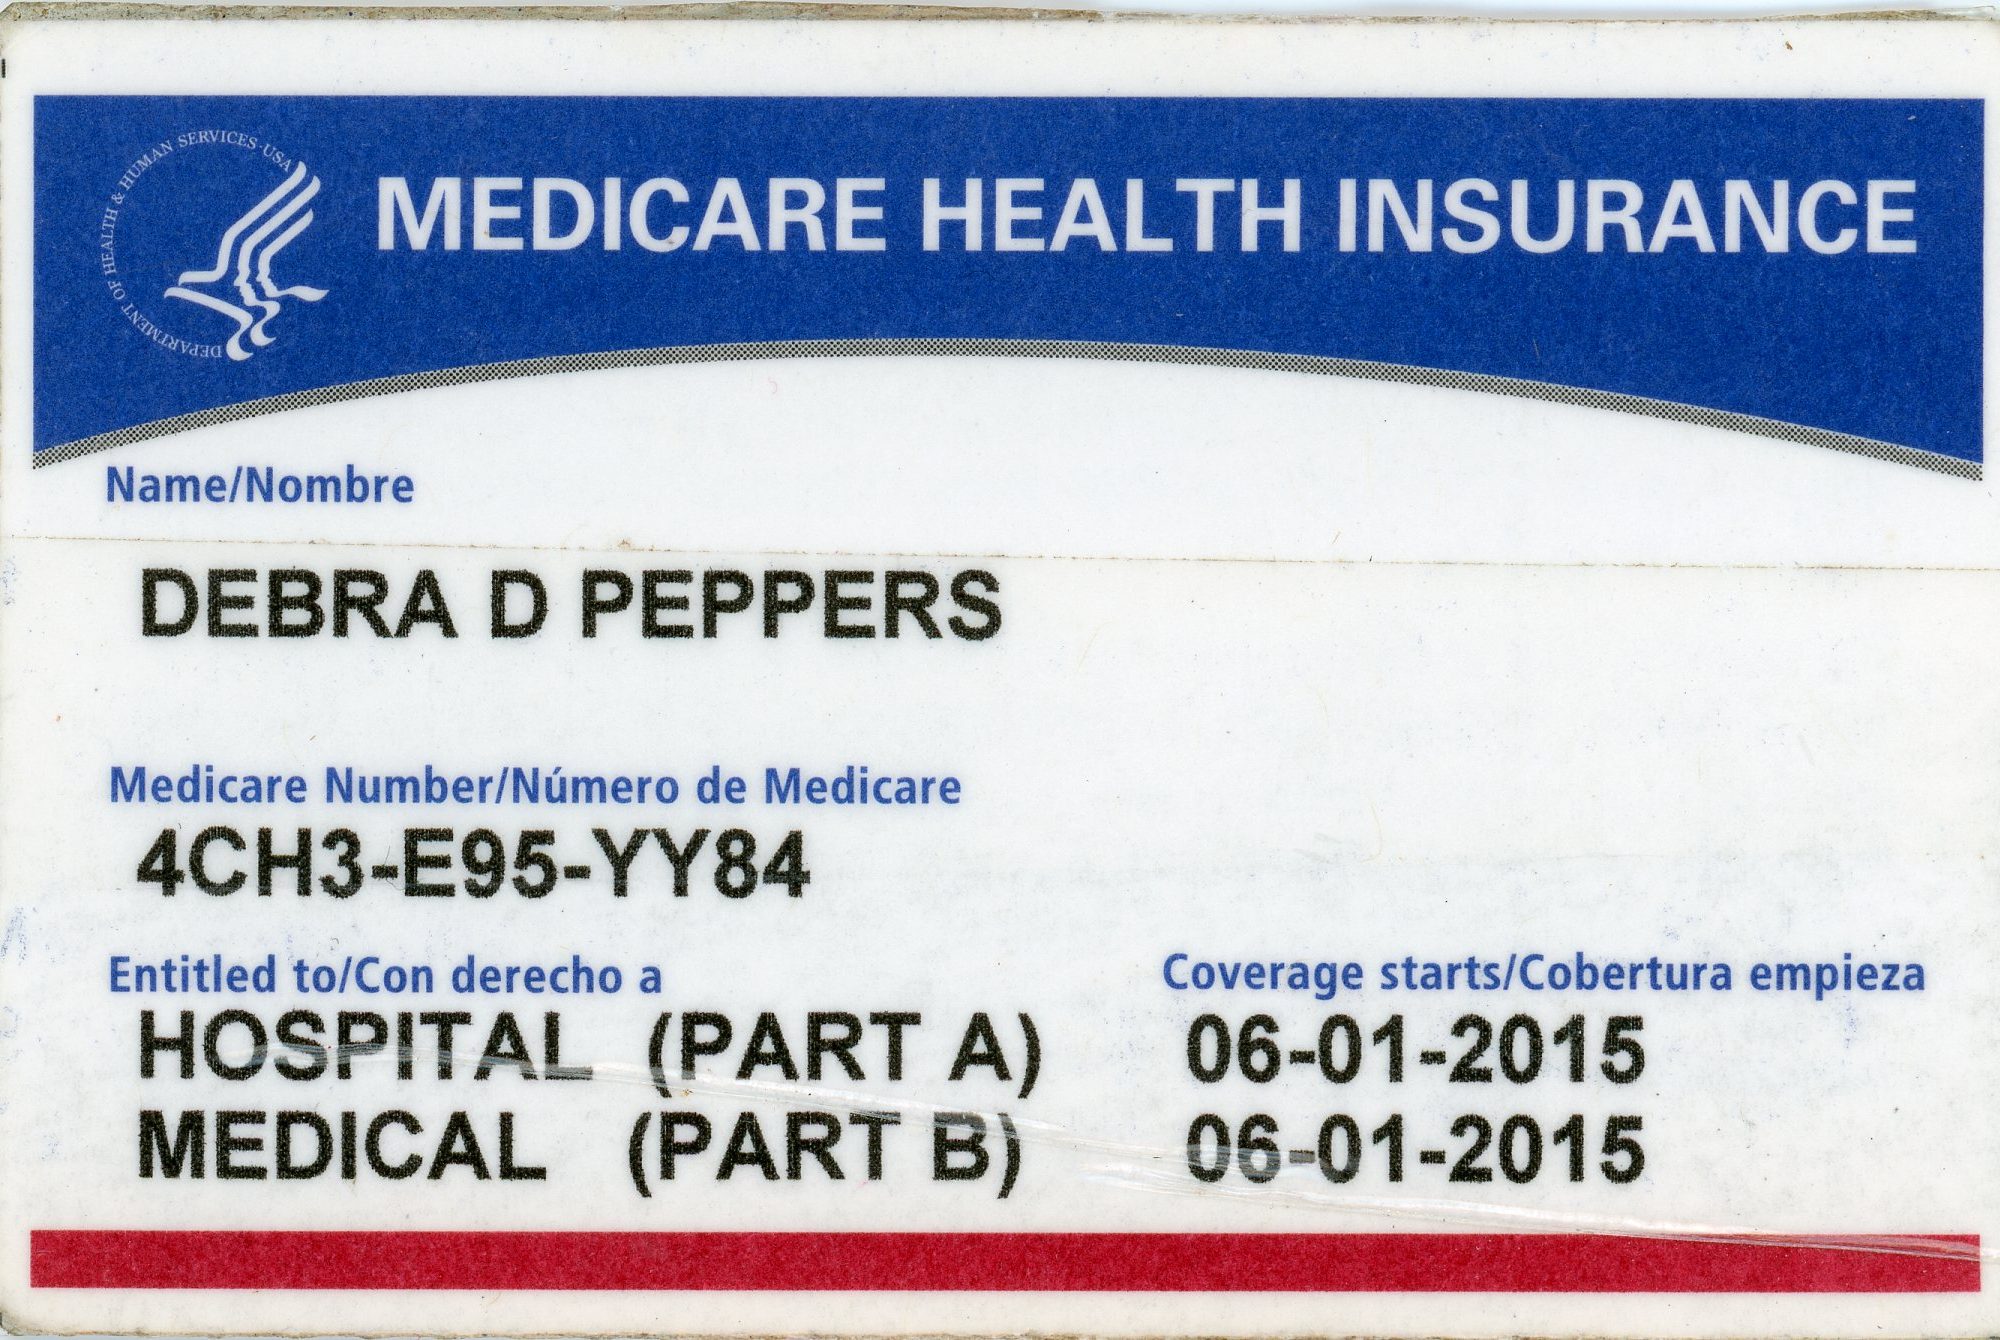 DEPARTMENT OF HEALTH & HUMAN SERVICES·USA
MEDICARE HEALTH INSURANCE
Name/Nombre
DEBRA D PEPPERS
Medicare Number/Número de Medicare
4CH3-E95-YY84
Entitled to/Con derecho a Coverage starts/Cobertura empieza
HOSPITAL (PART A) 06-01-2015
MEDICAL (PART B) 06-01-2015